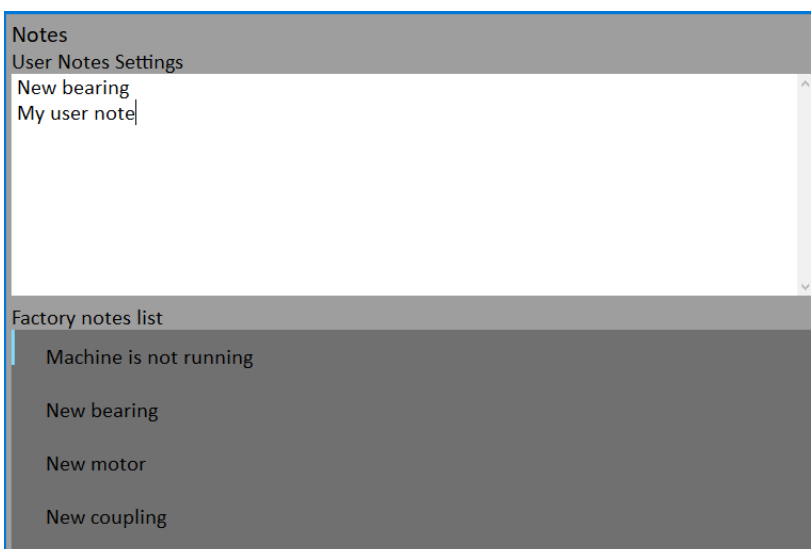 Notes
User Notes Settings
New bearing
My user note
Factory notes list
Machine is not running
New bearing
New motor
New coupling